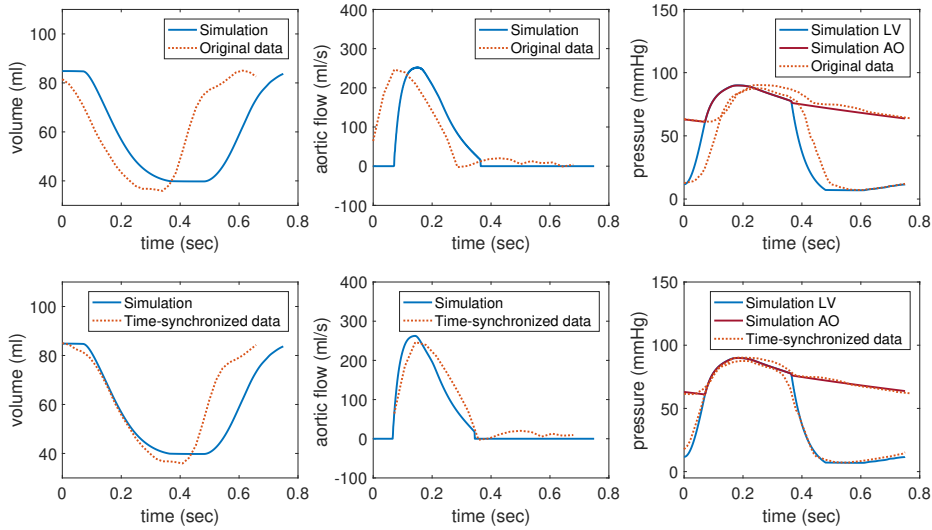 volume (ml)
100
80
60
40
Simulation
Original data
0
0.2
0.4
0.6
0.8
time (sec)
aortic flow (ml/s)
400
300
200
100
0
-100
Simulation
Original data
0
0.2
0.4
0.6
0.8
time (sec)
pressure (mmHg)
150
100
50
0
Simulation LV
Simulation AO
Original data
0
0.2
0.4
0.6
0.8
time (sec)
volume (ml)
100
80
60
40
Simulation
Time-synchronized data
0
0.2
0.4
0.6
0.8
time (sec)
aortic flow (ml/s)
400
300
200
100
0
-100
Simulation
Time-synchronized data
0
0.2
0.4
0.6
0.8
time (sec)
pressure (mmHg)
150
100
50
0
Simulation LV
Simulation AO
Time-synchronized data
0
0.2
0.4
0.6
0.8
time (sec)